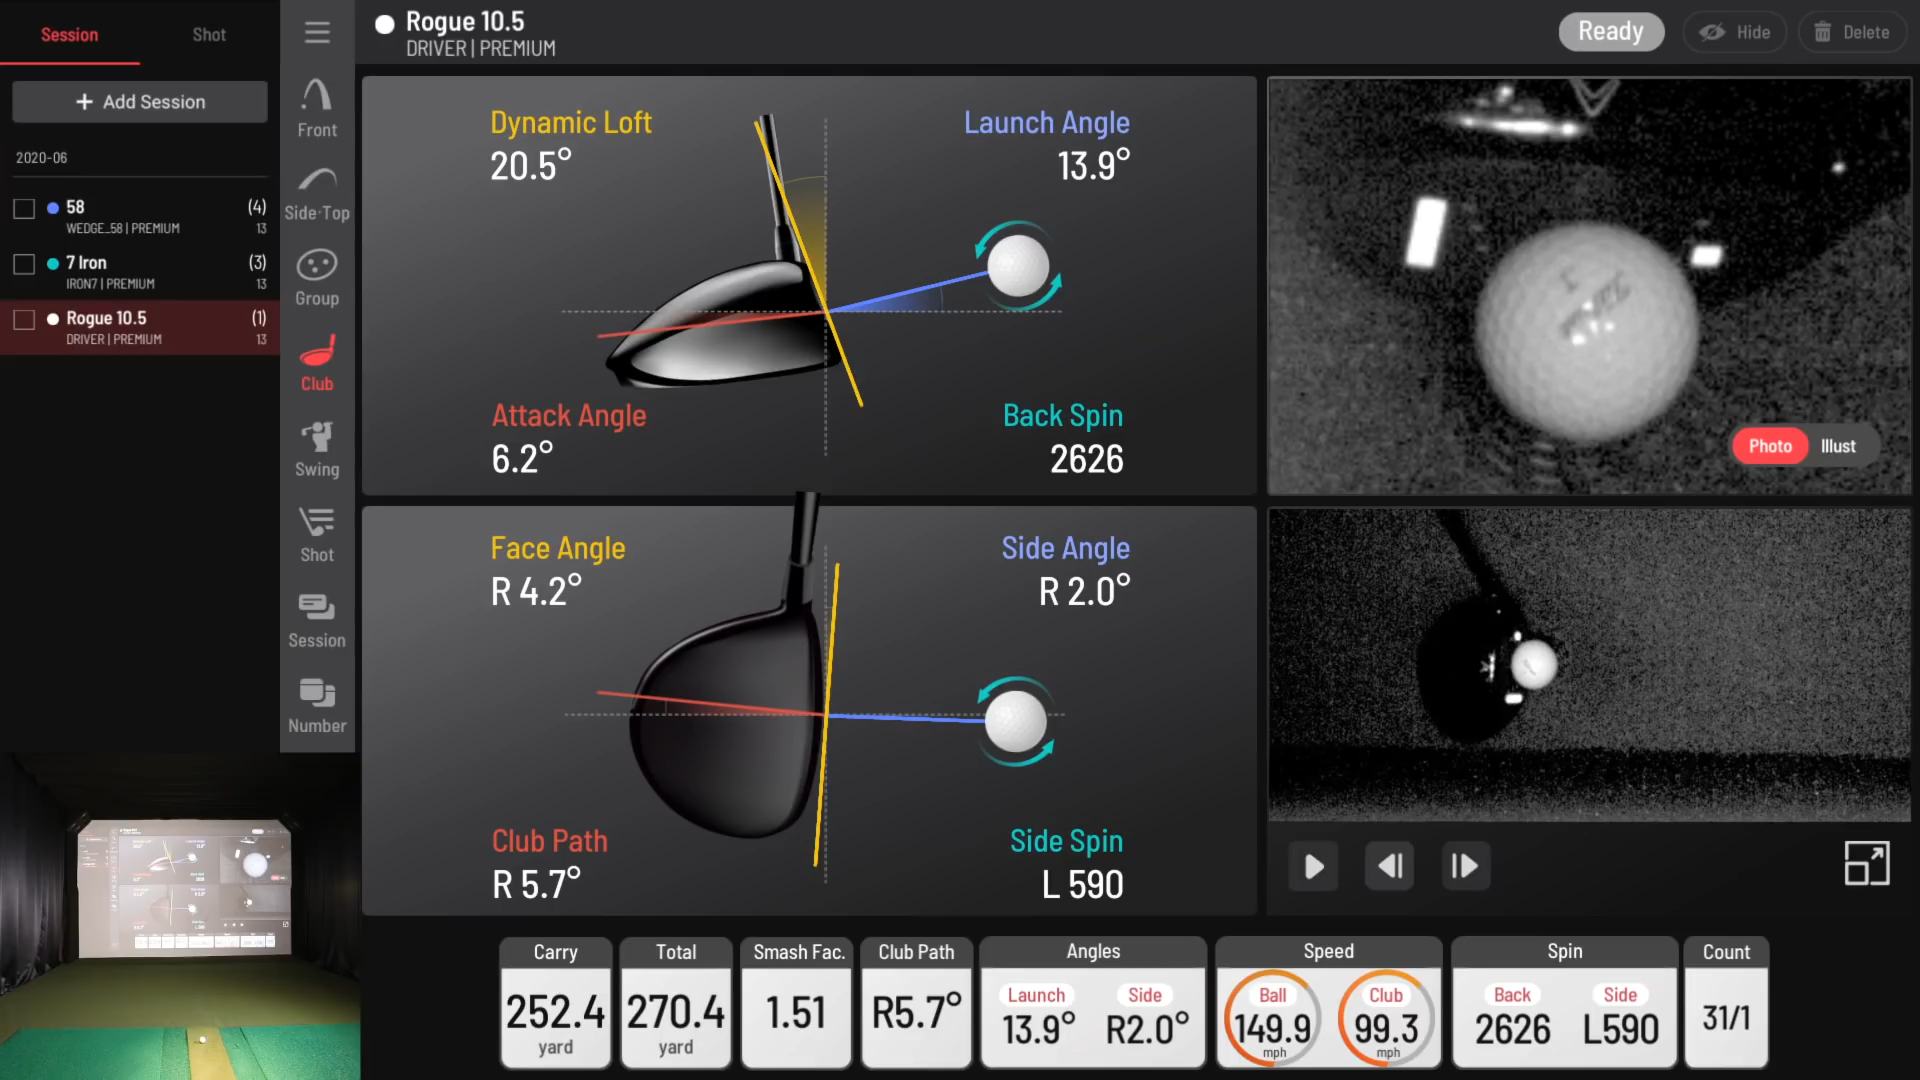 Session
Shot
+ Add Session
2020-06
58 (4)
WEDGE_58 | PREMIUM 13
7 Iron (3)
IRON7 | PREMIUM 13
Rogue 10.5 (1)
DRIVER | PREMIUM 13
Front
Side·Top
Group
Club
Swing
Shot
Session
Number
Rogue 10.5
DRIVER | PREMIUM
Ready
Hide
Delete
Dynamic Loft
20.5°
Launch Angle
13.9°
Attack Angle
6.2°
Back Spin
2626
Photo
Illust
Face Angle
R 4.2°
Side Angle
R 2.0°
Club Path
R 5.7°
Side Spin
L 590
Carry
252.4
yard
Total
270.4
yard
Smash Fac.
1.51
Club Path
R5.7°
Angles
Launch Side
13.9° R2.0°
Speed
Ball Club
149.9 99.3
mph mph
Spin
Back Side
2626 L590
Count
31/1